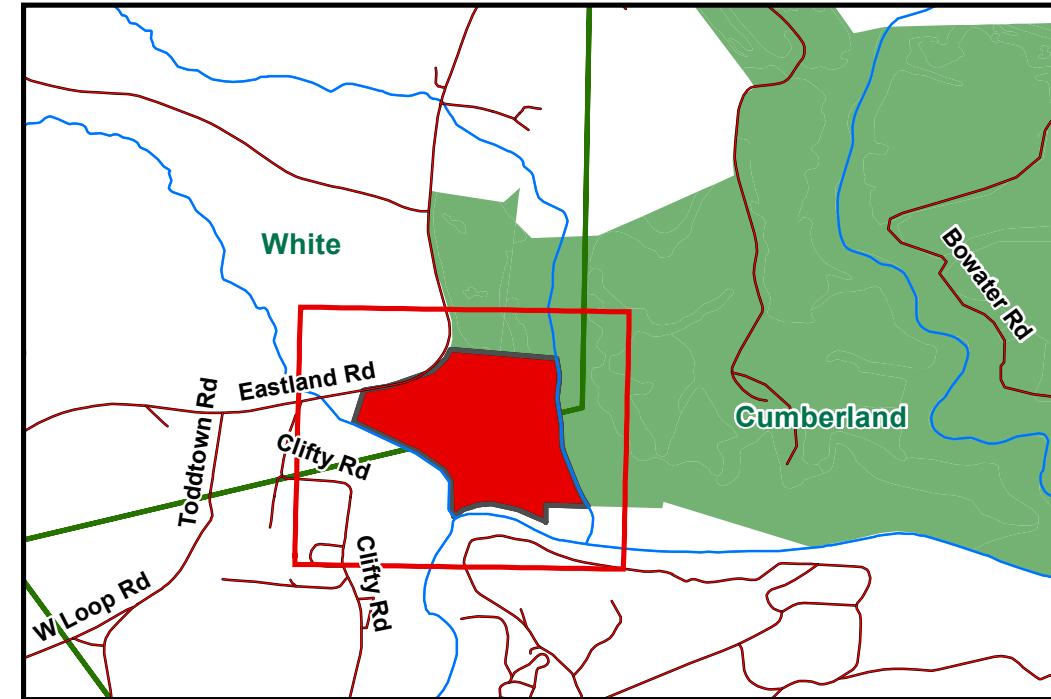 White
Bowater Rd
Eastland Rd
Cumberland
Toddtown Rd
Clifty Rd
Clifty Rd
W Loop Rd